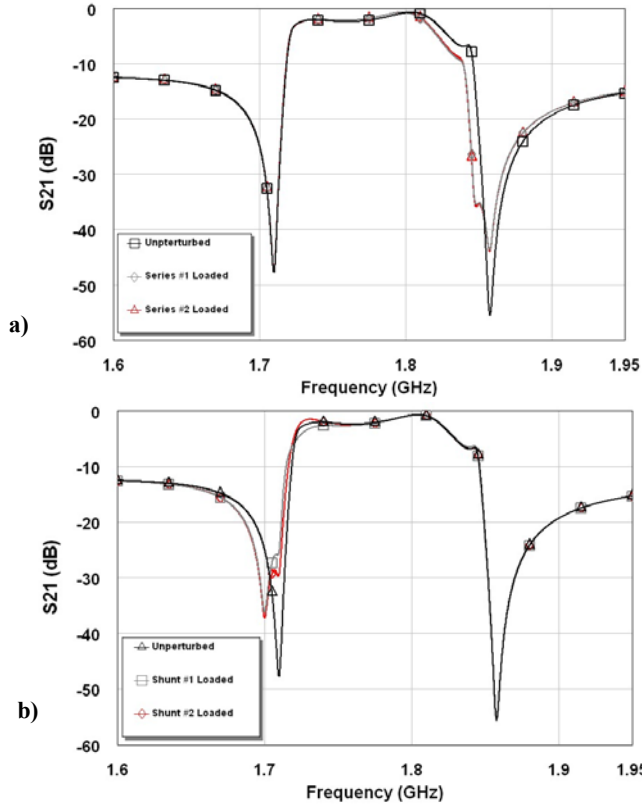 0
-10
-20
-30
-40
-50
-60
S21 (dB)
Unpterturbed
Series #1 Loaded
Series #2 Loaded
a)
1.6
1.7
1.8
1.9
1.95
Frequency (GHz)
0
-10
-20
-30
-40
-50
-60
S21 (dB)
Unperturbed
Shunt #1 Loaded
Shunt #2 Loaded
b)
1.6
1.7
1.8
1.9
1.95
Frequency (GHz)